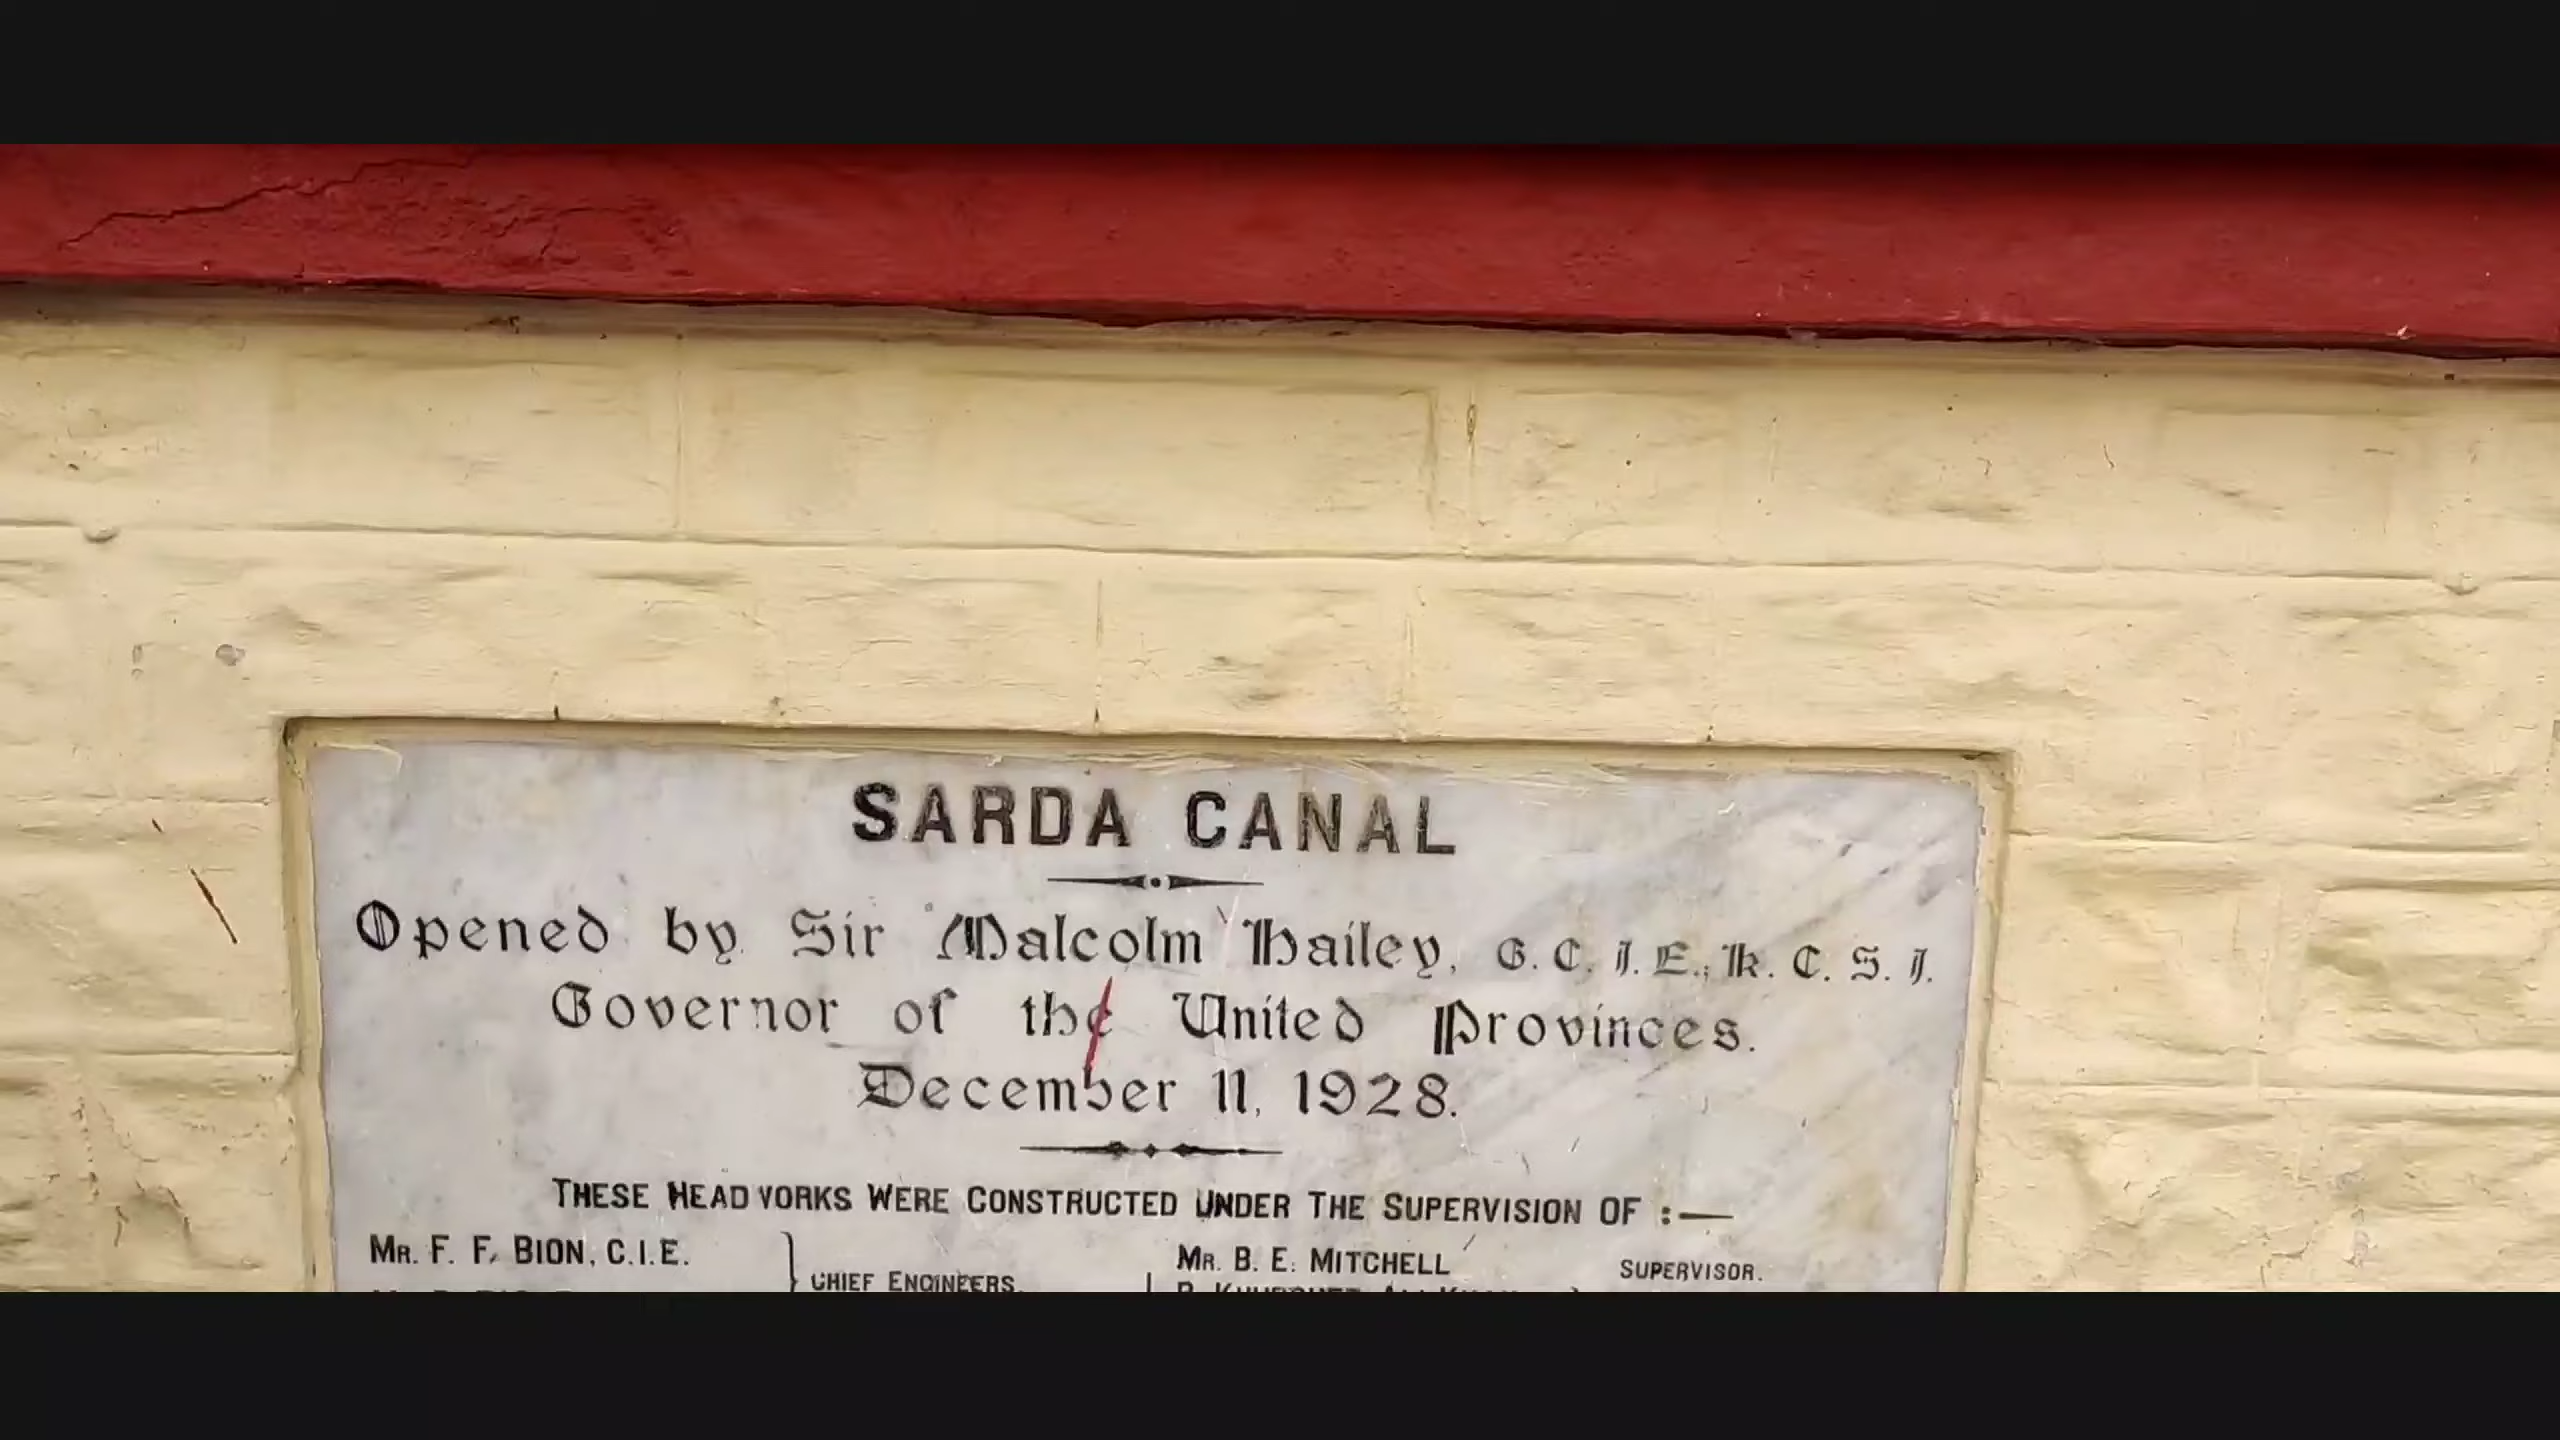 SARDA CANAL
Opened by Sir Malcolm Hailey, G. C. I. E., K. C. S. I.
Governor of the United Provinces.
December 11, 1928.
THESE HEADWORKS WERE CONSTRUCTED UNDER THE SUPERVISION OF :—
MR. F. F. BION, C.I.E. MR. B. E. MITCHELL SUPERVISOR.
CHIEF ENGINEERS.